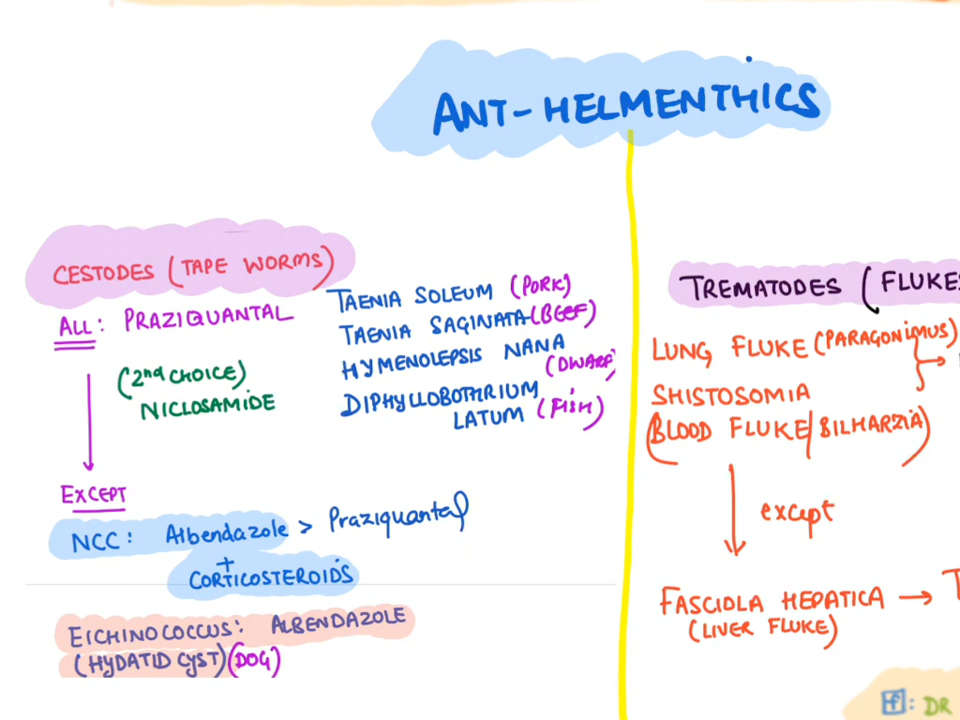 ANT-HELMENTHICS
CESTODES (TAPE WORMS)
ALL: PRAZIQUANTAL
(2nd CHOICE)
NICLOSAMIDE
TAENIA SOLEUM (PORK)
TAENIA SAGINATA (BEEF)
HYMENOLEPSIS NANA
(DWARF)
DIPHYLLOBOTHRIUM
LATUM (FISH)
EXCEPT
NCC: Albendazole > Praziquantal
+
CORTICOSTEROIDS
EICHINOCOCCUS: ALBENDAZOLE
(HYDATID CYST) (DOG)
TREMATODES (FLUKES
LUNG FLUKE (PARAGONIMUS)
SHISTOSOMIA
(BLOOD FLUKE/BILHARZIA)
except
FASCIOLA HEPATICA → T
(LIVER FLUKE)
f: DR